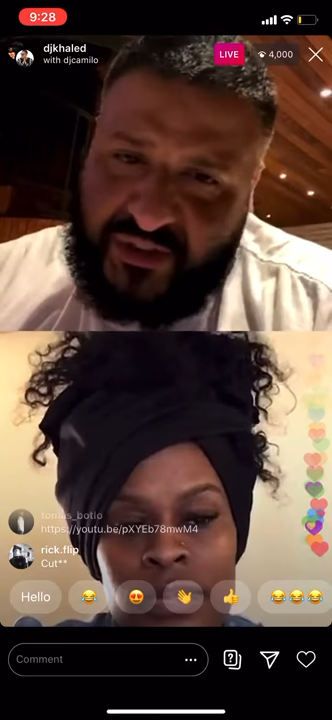 9:28
djkhaled
with djcamilo
LIVE
4,000
https://youtu.be/pXYEb78mwM4
rick.flip
Cut**
Hello
Comment